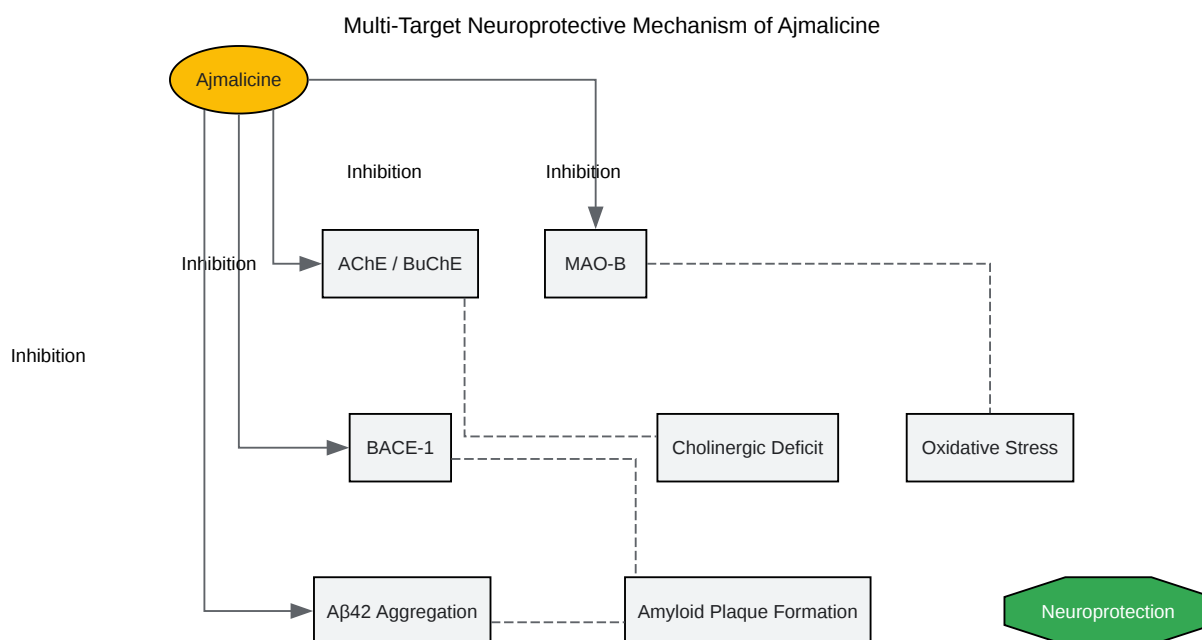 Multi-Target Neuroprotective Mechanism of Ajmalicine
Ajmalicine
Inhibition
Inhibition
Inhibition
AChE / BuChE
MAO-B
Inhibition
BACE-1
Cholinergic Deficit
Oxidative Stress
Aβ42 Aggregation
Amyloid Plaque Formation
Neuroprotection